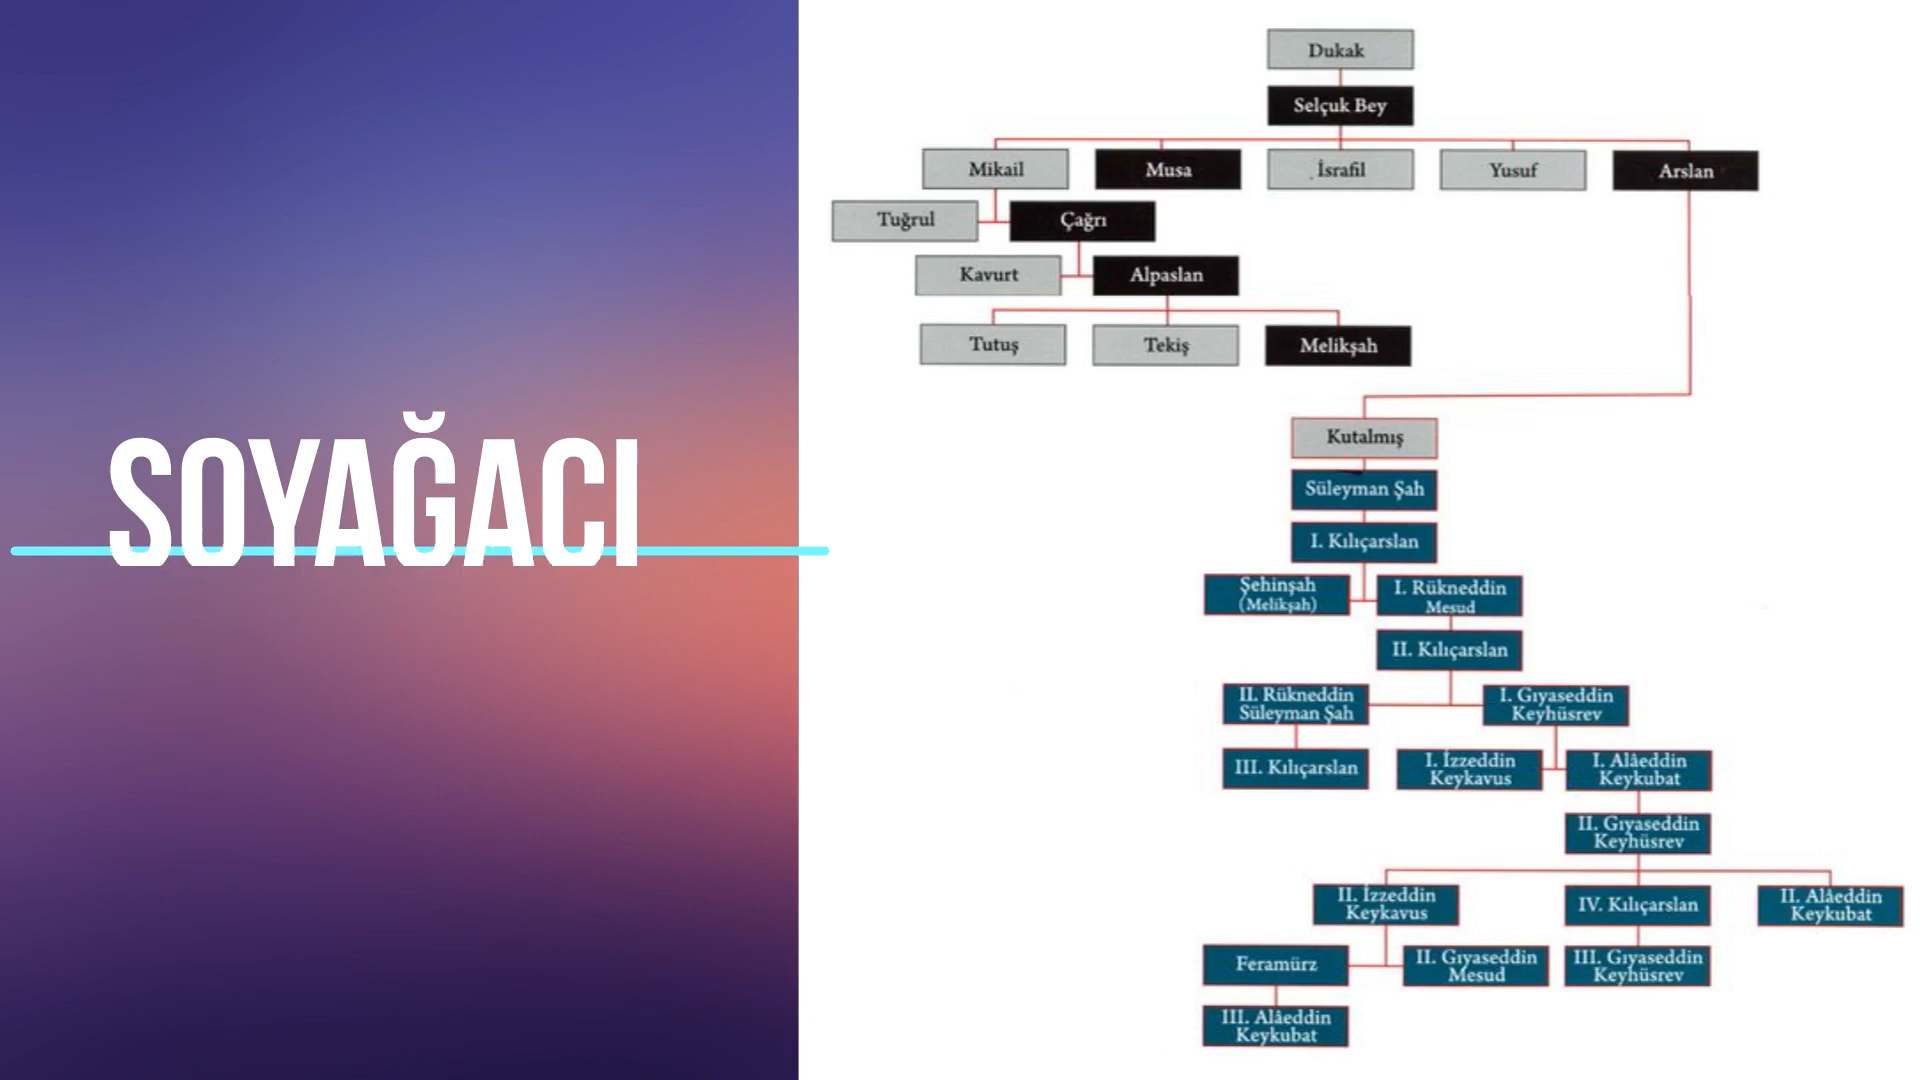 SOYAĞACI
Dukak
Selçuk Bey
Mikail
Musa
İsrafil
Yusuf
Arslan
Tuğrul
Çağrı
Kavurt
Alpaslan
Tutuş
Tekiş
Melikşah
Kutalmış
Süleyman Şah
I. Kılıçarslan
Şehinşah
(Melikşah)
I. Rükneddin
Mesud
II. Kılıçarslan
II. Rükneddin
Süleyman Şah
I. Gıyaseddin
Keyhüsrev
III. Kılıçarslan
I. İzzeddin
Keykavus
I. Alâeddin
Keykubat
II. Gıyaseddin
Keyhüsrev
II. İzzeddin
Keykavus
IV. Kılıçarslan
II. Alâeddin
Keykubat
Feramürz
II. Gıyaseddin
Mesud
III. Gıyaseddin
Keyhüsrev
III. Alâeddin
Keykubat